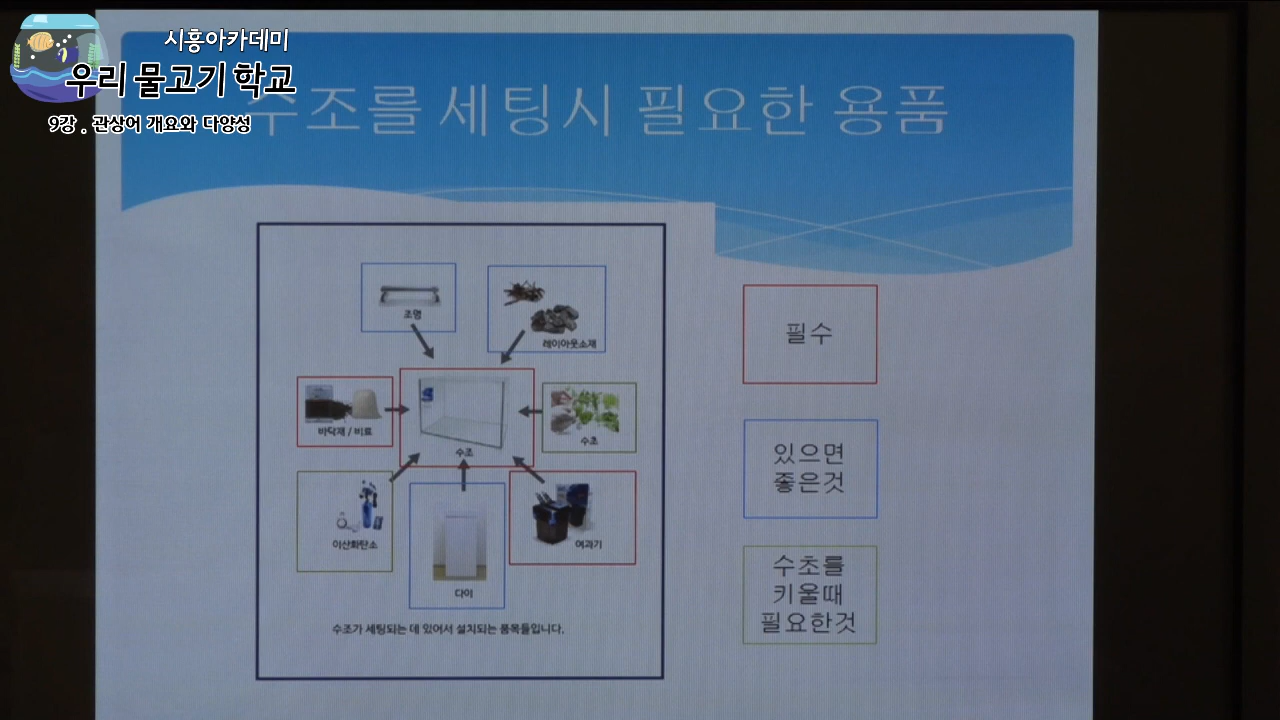 시흥아카데미
우리 물고기 학교
9강 . 관상어 개요와 다양성
수조를 세팅시 필요한 용품
조명
레이아웃소재
바닥재 / 비료
수조
수초
이산화탄소
다이
여과기
수조가 세팅되는 데 있어서 설치되는 품목들입니다.
필수
있으면
좋은것
수초를
키울때
필요한것